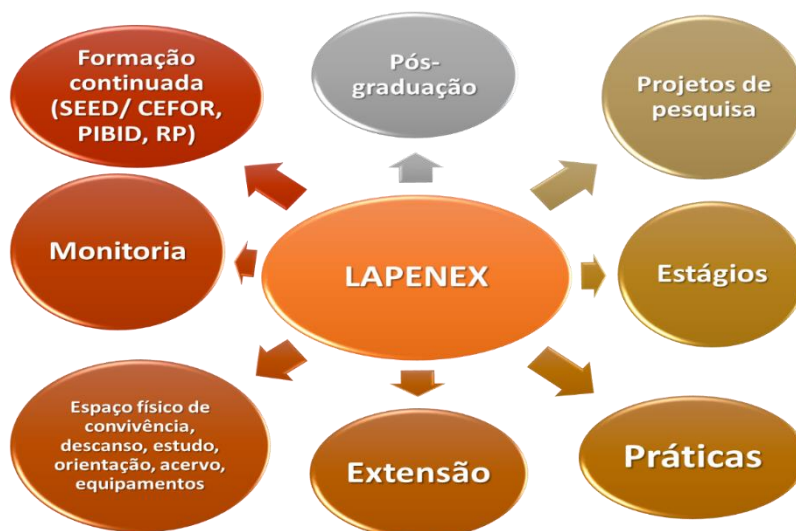 Formação
continuada
(SEED/ CEFOR,
PIBID, RP)
Pós-
graduação
Projetos de
pesquisa
Monitoria
LAPENEX
Estágios
Espaço físico de
convivência,
descanso, estudo,
orientação, acervo,
equipamentos
Extensão
Práticas